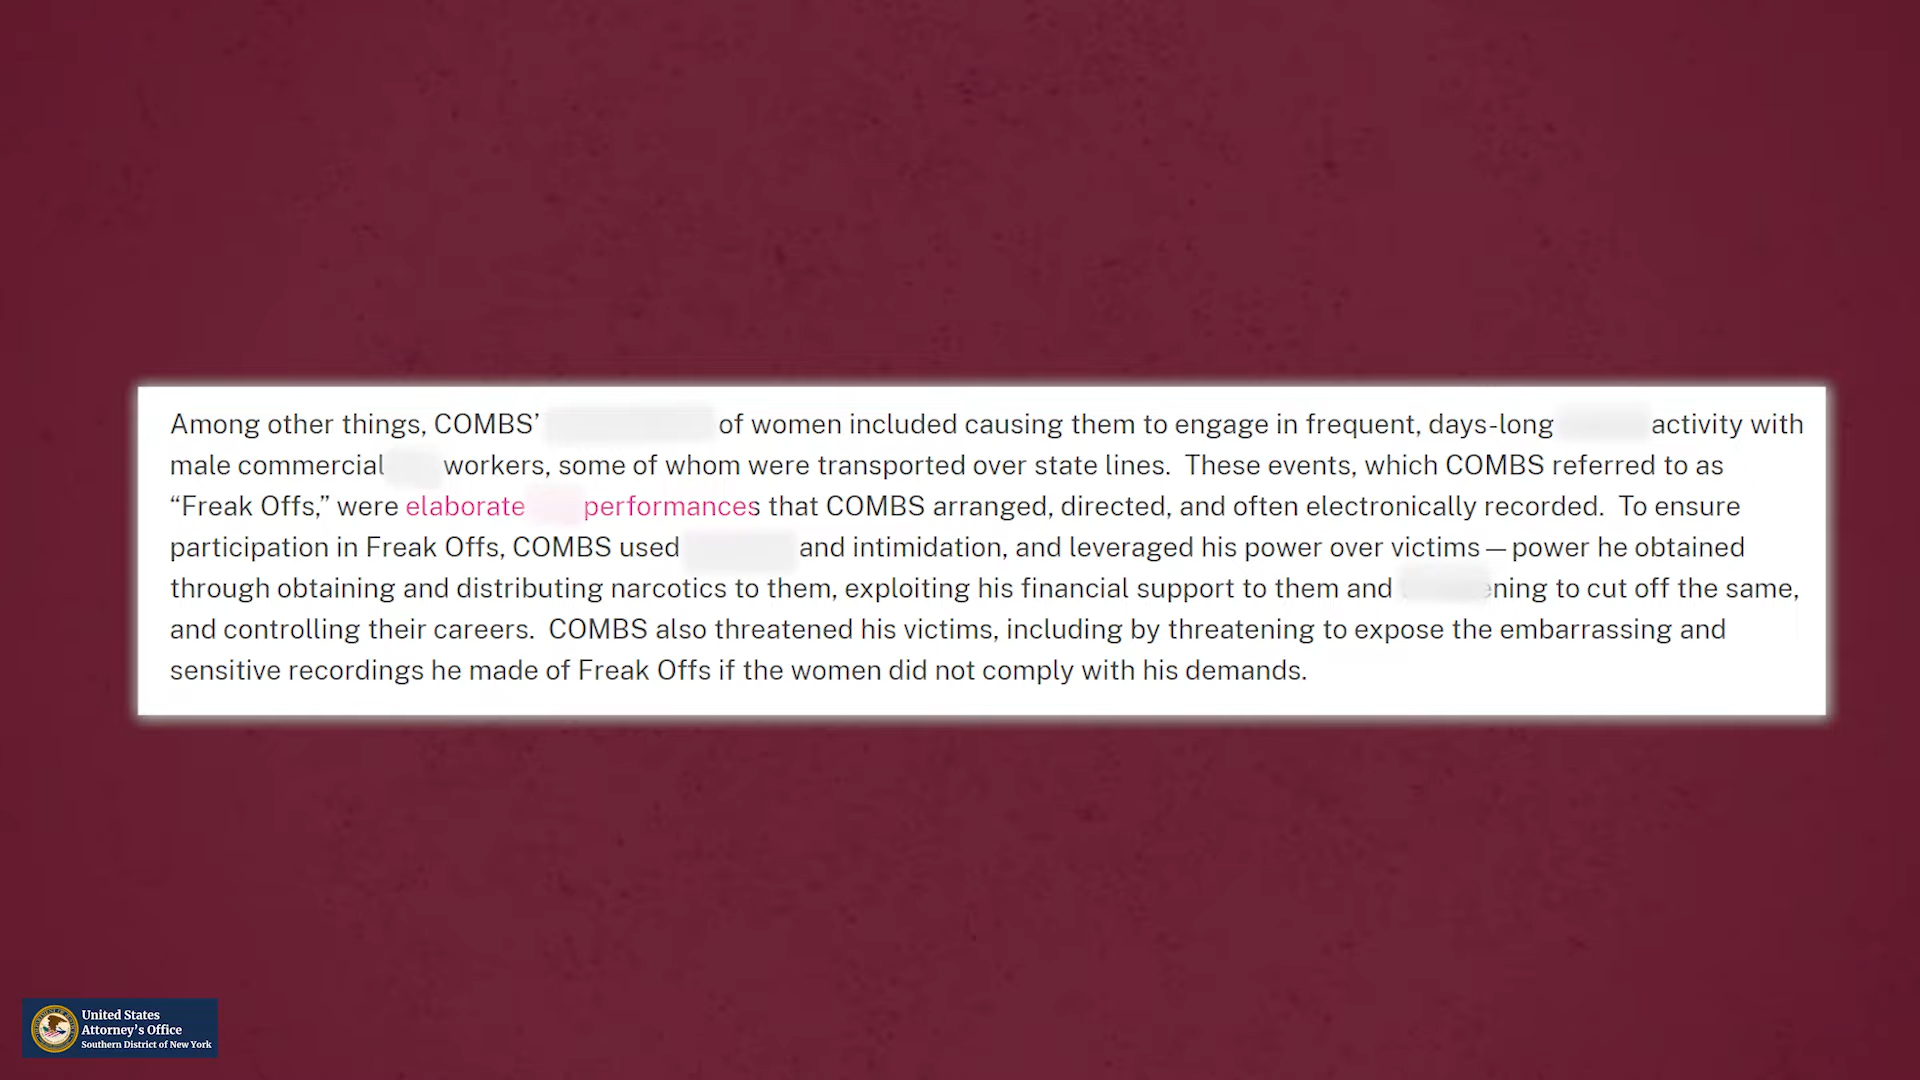 Among other things, COMBS’ of women included causing them to engage in frequent, days-long activity with
male commercial workers, some of whom were transported over state lines. These events, which COMBS referred to as
“Freak Offs,” were elaborate performances that COMBS arranged, directed, and often electronically recorded. To ensure
participation in Freak Offs, COMBS used and intimidation, and leveraged his power over victims — power he obtained
through obtaining and distributing narcotics to them, exploiting his financial support to them and ning to cut off the same,
and controlling their careers. COMBS also threatened his victims, including by threatening to expose the embarrassing and
sensitive recordings he made of Freak Offs if the women did not comply with his demands.
United States
Attorney’s Office
Southern District of New York